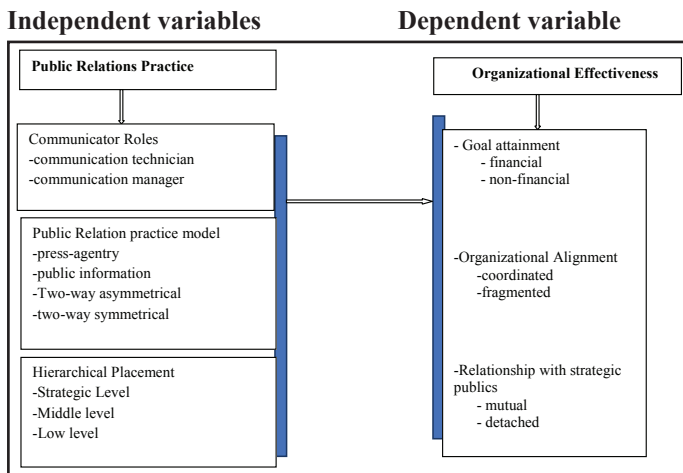 Independent variables
Dependent variable
Public Relations Practice
Organizational Effectiveness
Communicator Roles
-communication technician
-communication manager
Public Relation practice model
-press-agentry
-public information
-Two-way asymmetrical
-two-way symmetrical
Hierarchical Placement
-Strategic Level
-Middle level
-Low level
- Goal attainment
- financial
- non-financial
-Organizational Alignment
-coordinated
-fragmented
-Relationship with strategic
publics
- mutual
- detached